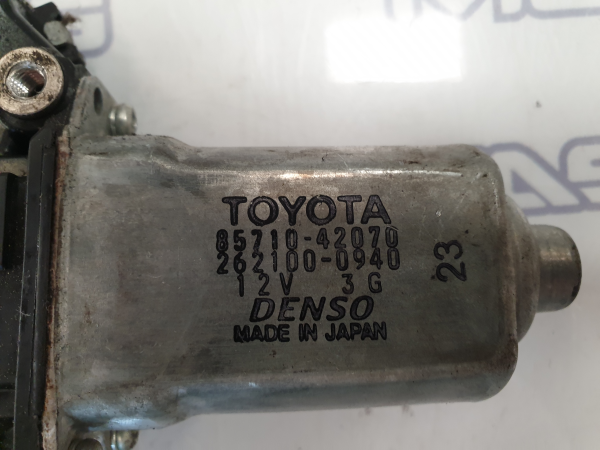 TOYOTA
85710-42070
262100-0940
12V 3G
DENSO
MADE IN JAPAN
23